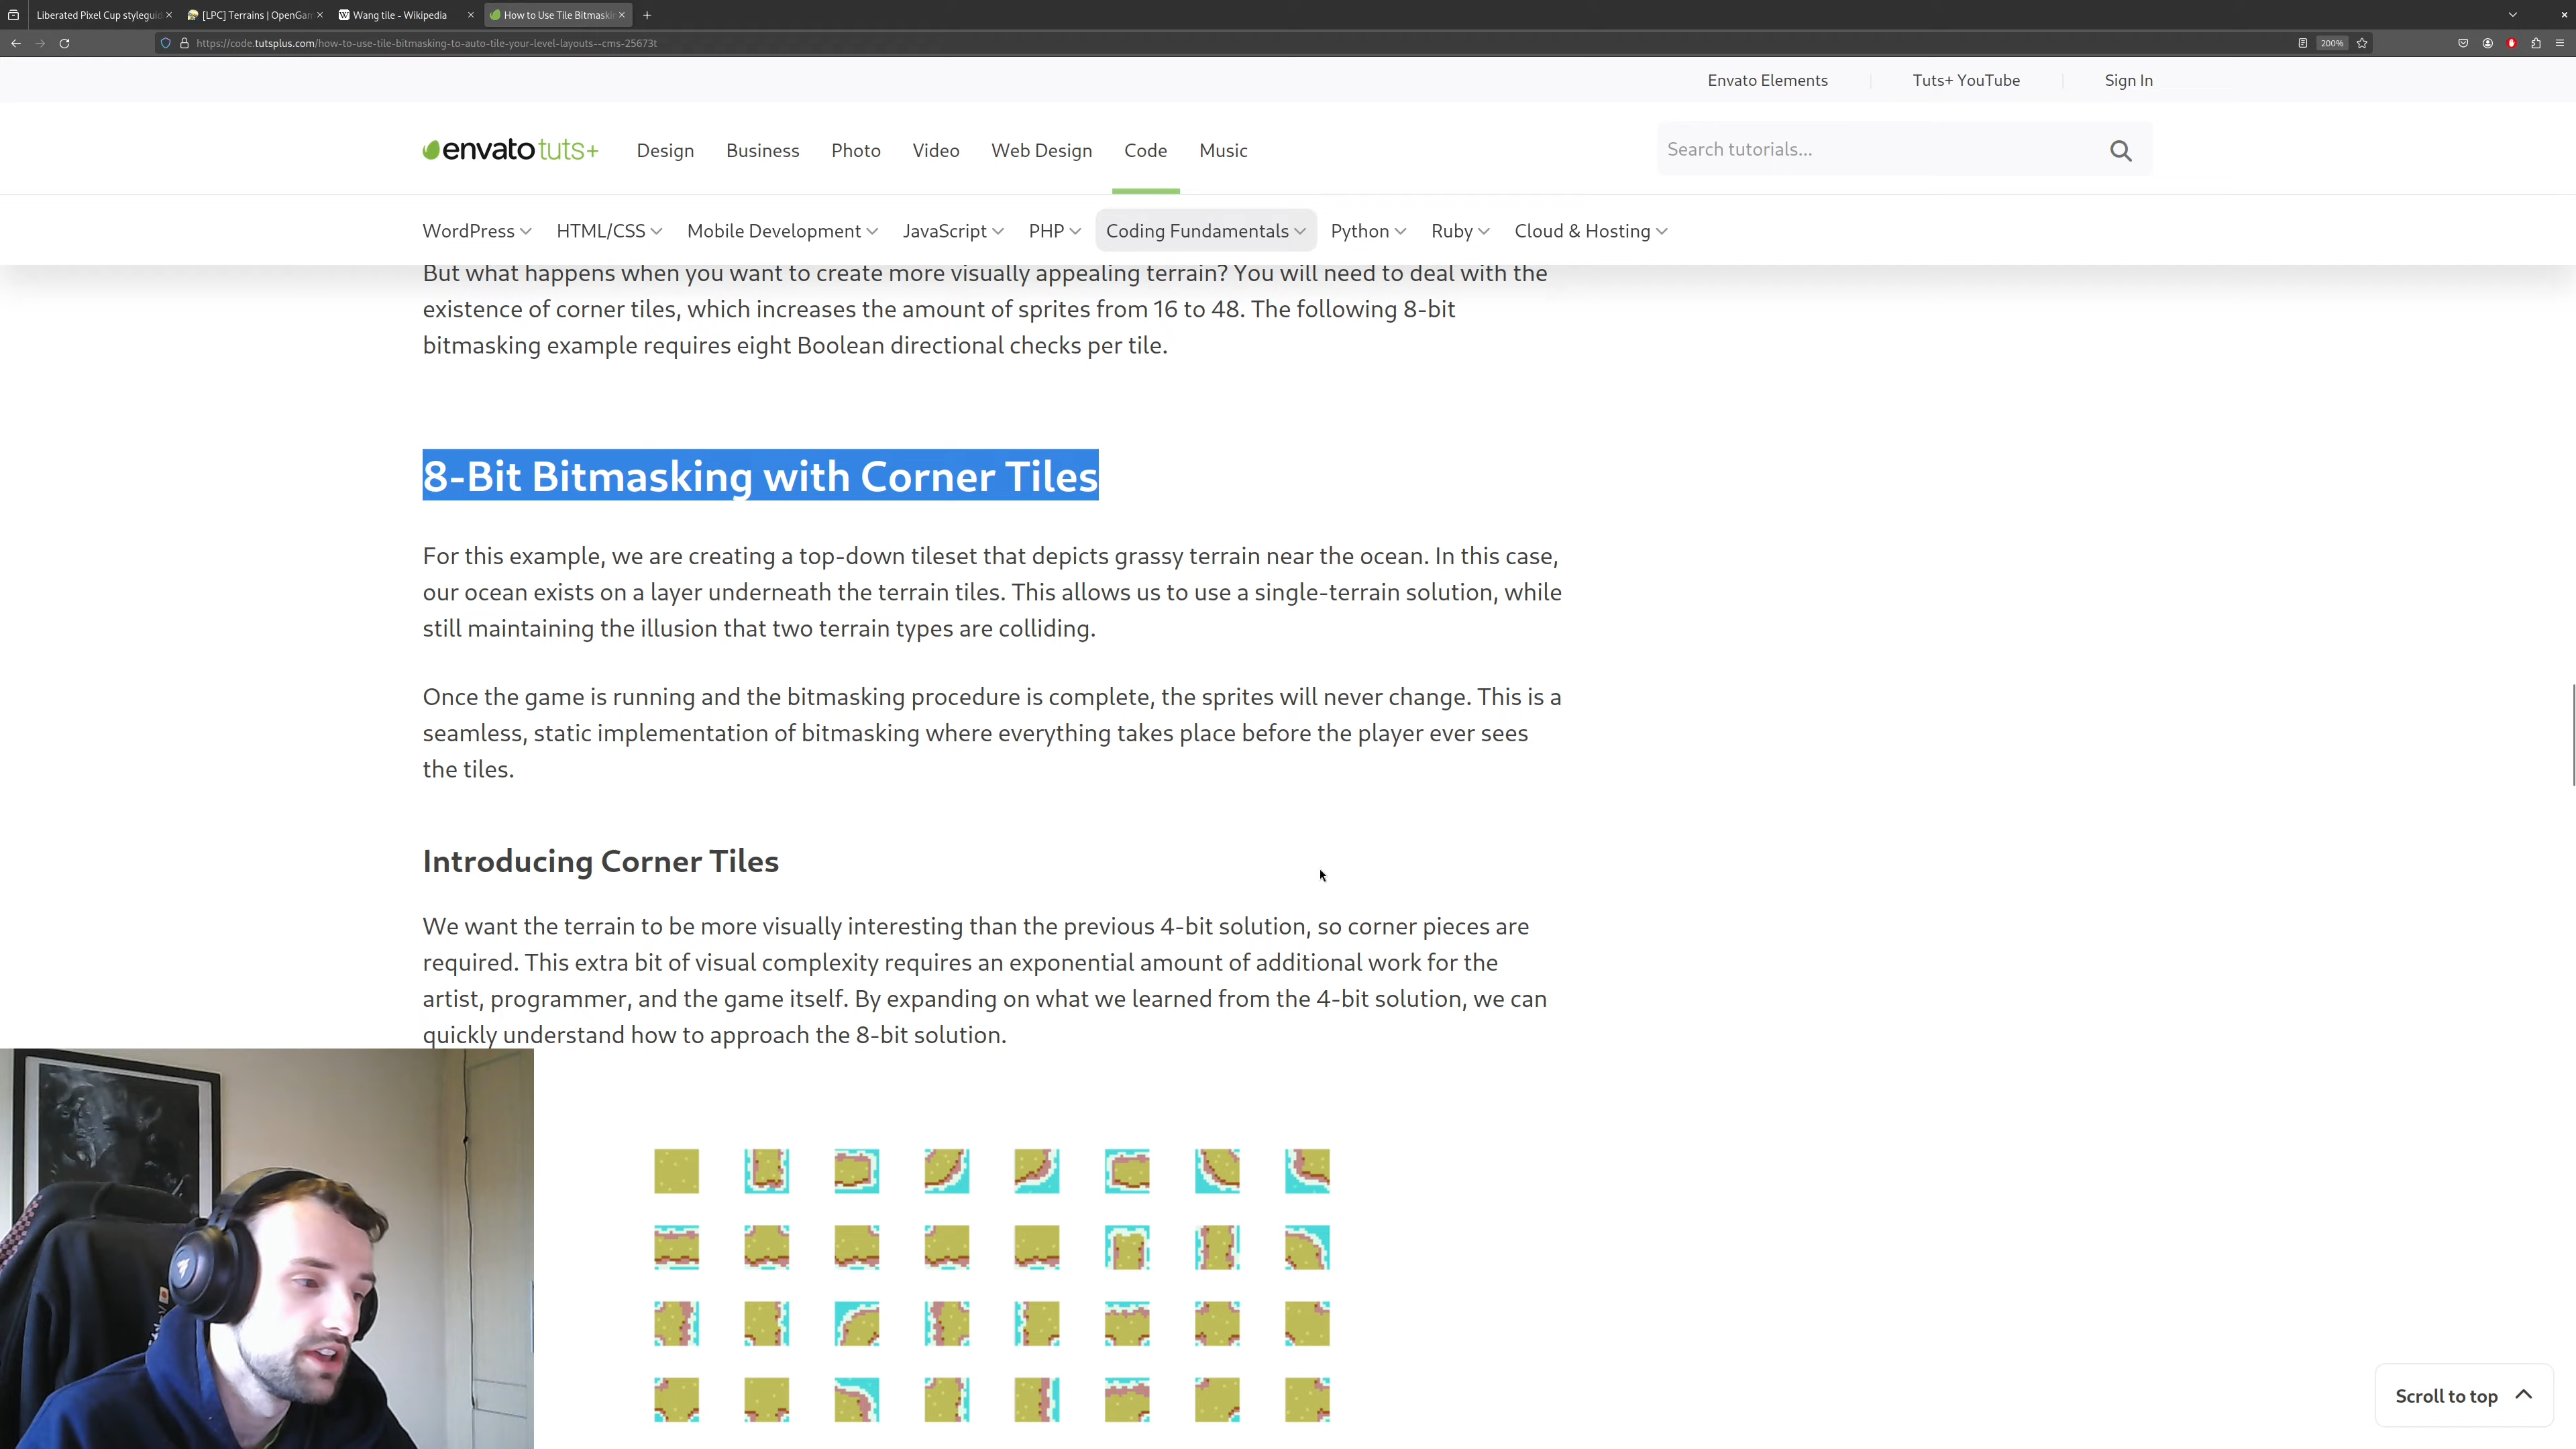 Liberated Pixel Cup styleguid
[LPC] Terrains | OpenGam
Wang tile - Wikipedia
How to Use Tile Bitmaskin
https://code.tutsplus.com/how-to-use-tile-bitmasking-to-auto-tile-your-level-layouts--cms-25673t
200%
Envato Elements
Tuts+ YouTube
Sign In
envato tuts+
Design
Business
Photo
Video
Web Design
Code
Music
Search tutorials...
WordPress
HTML/CSS
Mobile Development
JavaScript
PHP
Coding Fundamentals
Python
Ruby
Cloud & Hosting
But what happens when you want to create more visually appealing terrain? You will need to deal with the
existence of corner tiles, which increases the amount of sprites from 16 to 48. The following 8-bit
bitmasking example requires eight Boolean directional checks per tile.
8-Bit Bitmasking with Corner Tiles
For this example, we are creating a top-down tileset that depicts grassy terrain near the ocean. In this case,
our ocean exists on a layer underneath the terrain tiles. This allows us to use a single-terrain solution, while
still maintaining the illusion that two terrain types are colliding.
Once the game is running and the bitmasking procedure is complete, the sprites will never change. This is a
seamless, static implementation of bitmasking where everything takes place before the player ever sees
the tiles.
Introducing Corner Tiles
We want the terrain to be more visually interesting than the previous 4-bit solution, so corner pieces are
required. This extra bit of visual complexity requires an exponential amount of additional work for the
artist, programmer, and the game itself. By expanding on what we learned from the 4-bit solution, we can
quickly understand how to approach the 8-bit solution.
Scroll to top